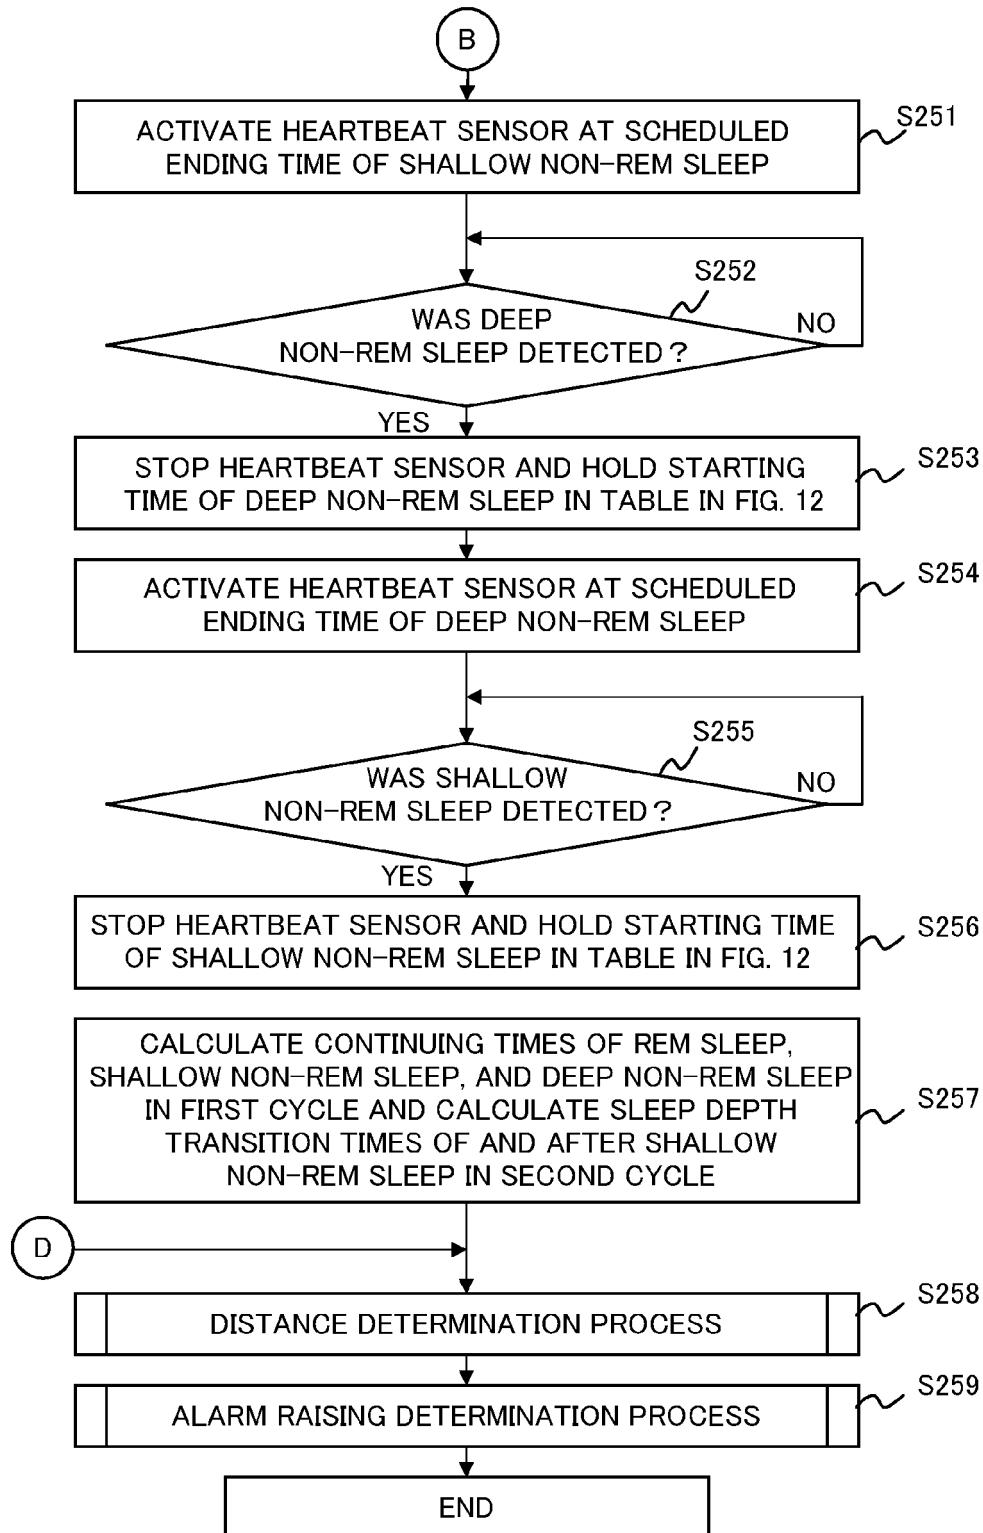 B
ACTIVATE HEARTBEAT SENSOR AT SCHEDULED
ENDING TIME OF SHALLOW NON-REM SLEEP
S251
S252
WAS DEEP
NON-REM SLEEP DETECTED?
NO
YES
STOP HEARTBEAT SENSOR AND HOLD STARTING
TIME OF DEEP NON-REM SLEEP IN TABLE IN FIG. 12
S253
ACTIVATE HEARTBEAT SENSOR AT SCHEDULED
ENDING TIME OF DEEP NON-REM SLEEP
S254
S255
WAS SHALLOW
NON-REM SLEEP DETECTED?
NO
YES
STOP HEARTBEAT SENSOR AND HOLD STARTING TIME
OF SHALLOW NON-REM SLEEP IN TABLE IN FIG. 12
S256
CALCULATE CONTINUING TIMES OF REM SLEEP,
SHALLOW NON-REM SLEEP, AND DEEP NON-REM SLEEP
IN FIRST CYCLE AND CALCULATE SLEEP DEPTH
TRANSITION TIMES OF AND AFTER SHALLOW
NON-REM SLEEP IN SECOND CYCLE
S257
D
DISTANCE DETERMINATION PROCESS
S258
ALARM RAISING DETERMINATION PROCESS
S259
END